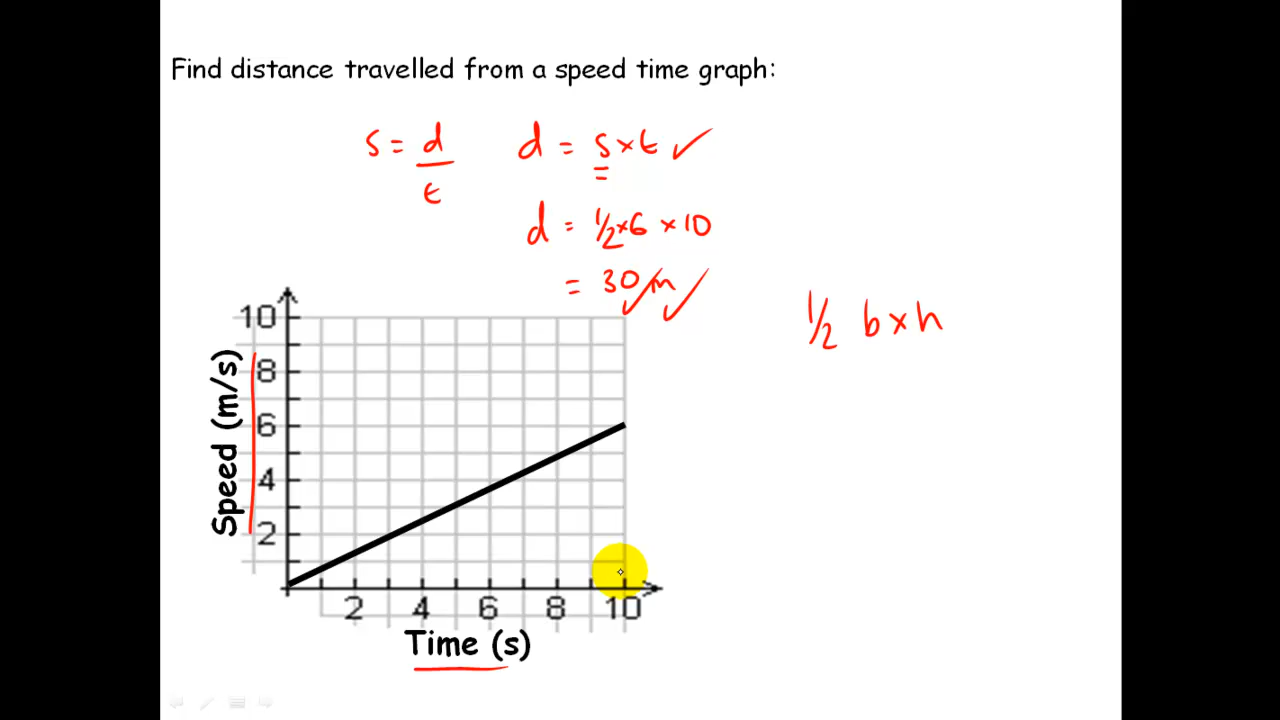 Find distance travelled from a speed time graph:
s = d/t
d = s × t ✓
d = 1/2 × 6 × 10
= 30m ✓✓
1/2 b × h
Speed (m/s)
10
8
6
4
2
2 4 6 8 10
Time (s)